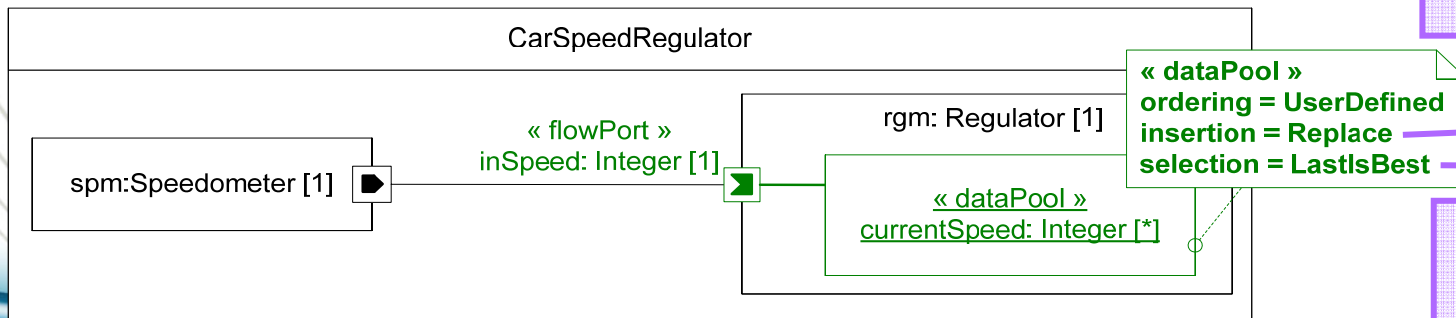 CarSpeedRegulator
« dataPool »
ordering = UserDefined
insertion = Replace
selection = LastIsBest
« flowPort »
inSpeed: Integer [1]
rgm: Regulator [1]
spm:Speedometer [1]
« dataPool »
currentSpeed: Integer [*]